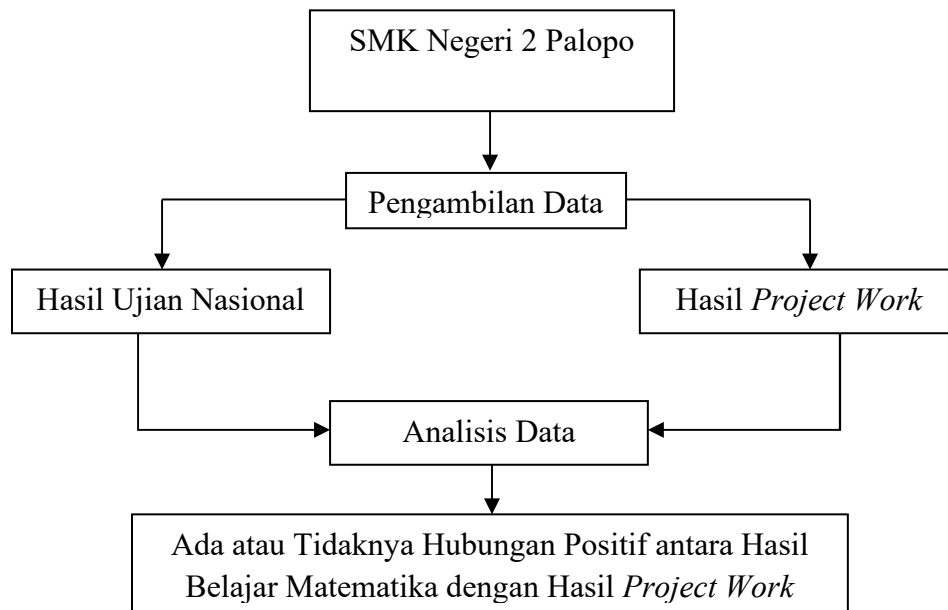 SMK Negeri 2 Palopo
Pengambilan Data
Hasil Ujian Nasional
Hasil Project Work
Analisis Data
Ada atau Tidaknya Hubungan Positif antara Hasil
Belajar Matematika dengan Hasil Project Work